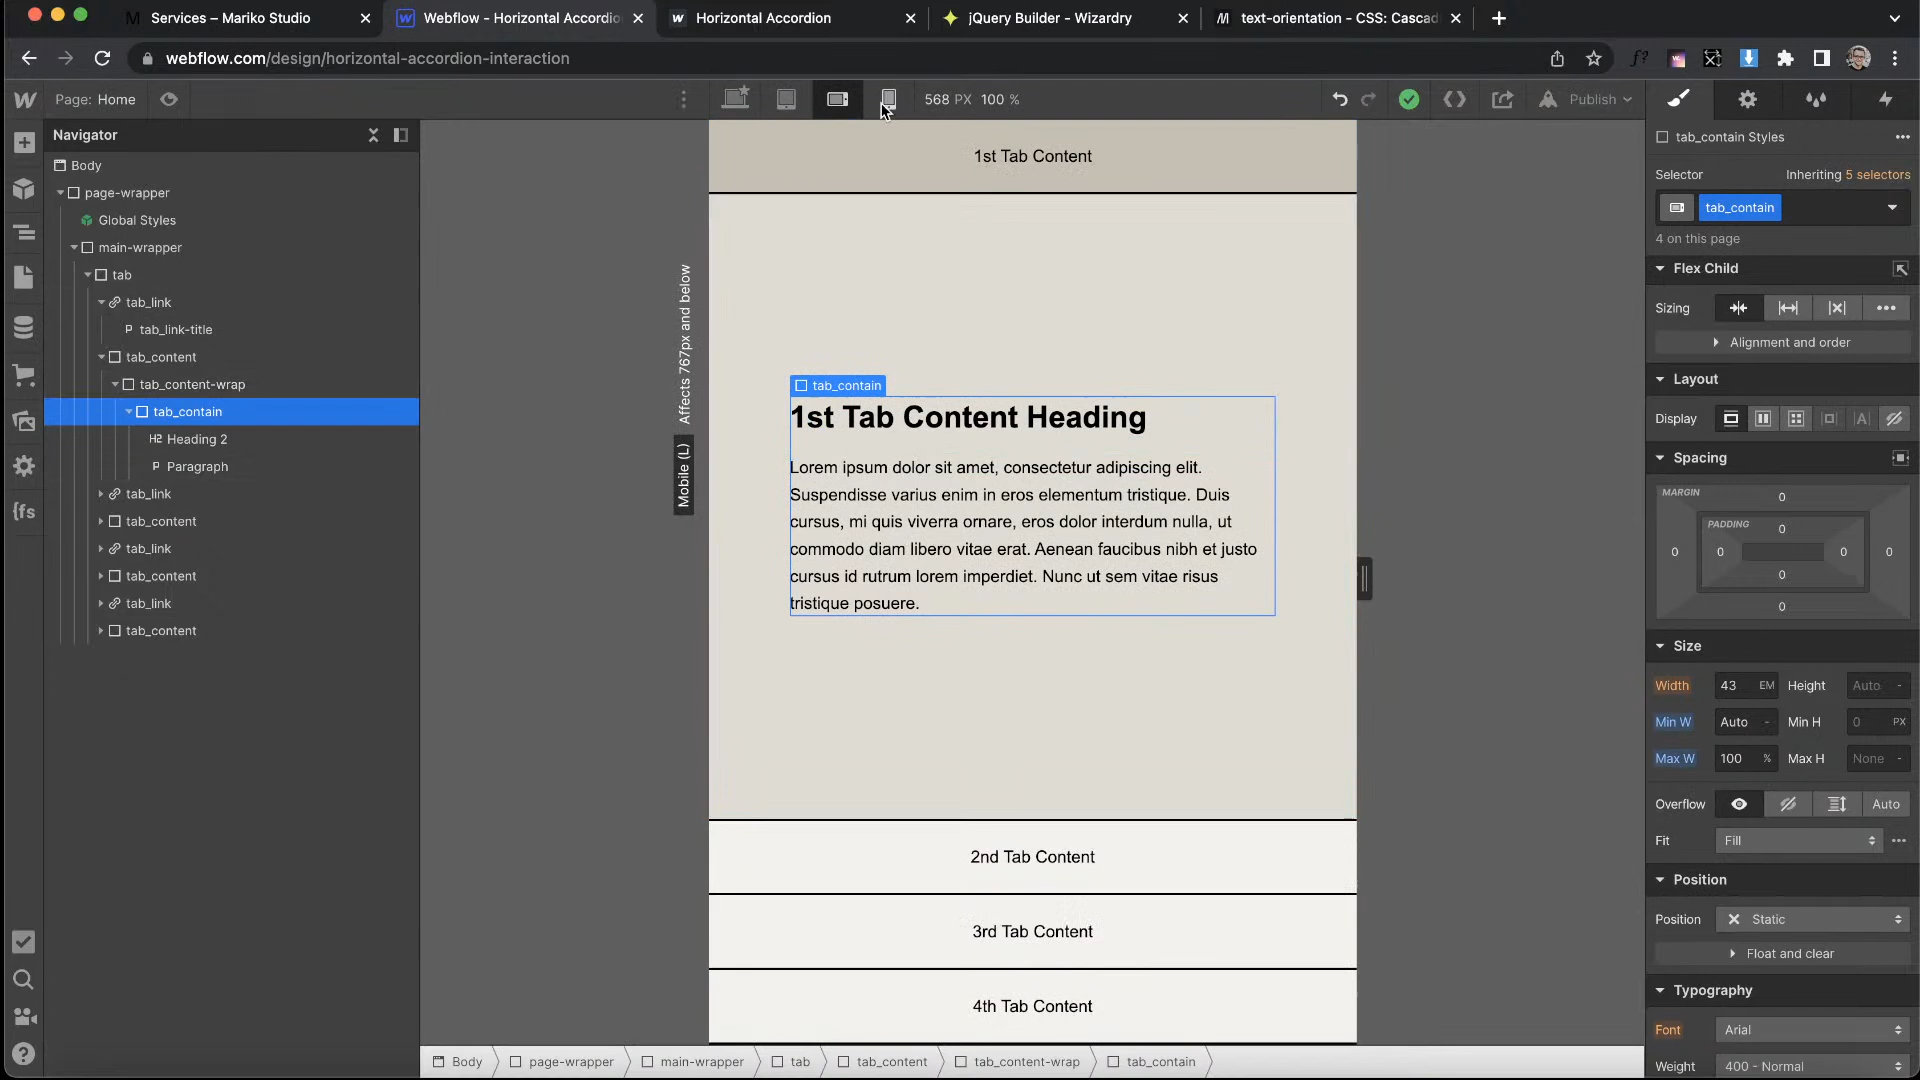 Services – Mariko Studio
Webflow - Horizontal Accordio
Horizontal Accordion
jQuery Builder - Wizardry
text-orientation - CSS: Cascad
webflow.com/design/horizontal-accordion-interaction
Page: Home
568 PX 100 %
Publish
Navigator
Body
page-wrapper
Global Styles
main-wrapper
tab
tab_link
tab_link-title
tab_content
tab_content-wrap
tab_contain
Heading 2
Paragraph
tab_link
tab_content
tab_link
tab_content
tab_link
tab_content
Affects 767px and below
Mobile (L)
1st Tab Content
tab_contain
1st Tab Content Heading
Lorem ipsum dolor sit amet, consectetur adipiscing elit.
Suspendisse varius enim in eros elementum tristique. Duis
cursus, mi quis viverra ornare, eros dolor interdum nulla, ut
commodo diam libero vitae erat. Aenean faucibus nibh et justo
cursus id rutrum lorem imperdiet. Nunc ut sem vitae risus
tristique posuere.
2nd Tab Content
3rd Tab Content
4th Tab Content
Body
page-wrapper
main-wrapper
tab
tab_content
tab_content-wrap
tab_contain
tab_contain Styles
Selector
Inheriting 5 selectors
tab_contain
4 on this page
Flex Child
Sizing
Alignment and order
Layout
Display
Spacing
MARGIN
0
PADDING
0
0 0 0 0
0
0
Size
Width 43 EM Height Auto -
Min W Auto - Min H 0 PX
Max W 100 % Max H None -
Overflow Auto
Fit Fill
Position
Position Static
Float and clear
Typography
Font Arial
Weight 400 - Normal